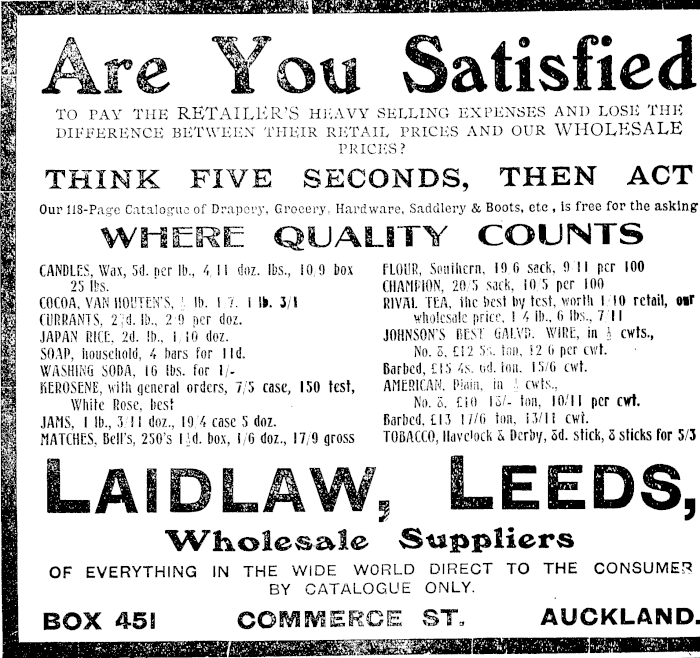 Are You Satisfied
TO PAY THE RETAILER'S HEAVY SELLING EXPENSES AND LOSE THE
DIFFERENCE BETWEEN THEIR RETAIL PRICES AND OUR WHOLESALE
PRICES?
THINK FIVE SECONDS, THEN ACT
Our 118-Page Catalogue of Drapery, Grocery, Hardware, Saddlery & Boots, etc, is free for the asking
WHERE QUALITY COUNTS
CANDLES, Wax, 5d. per lb., 4/11 doz. lbs., 10/9 box
25 lbs.
COCOA, VAN HOUTEN'S, lb. 1/7. 1 lb. 3/1
CURRANTS, 2½d. lb., 2/9 per doz.
JAPAN RICE, 2d. lb., 1/10 doz.
SOAP, household, 4 bars for 11d.
WASHING SODA, 16 lbs. for 1/-
KEROSENE, with general orders, 7/5 case, 150 test,
White Rose, best
JAMS, 1 lb., 3/11 doz., 19/4 case 5 doz.
MATCHES, Bell's, 250's 1½d. box, 1/6 doz., 17/9 gross
FLOUR, Southern, 19/6 sack, 9/11 per 100
CHAMPION, 20/5 sack, 10/5 per 100
RIVAL TEA, the best by test, worth 1/10 retail, our
wholesale price, 1/4 lb., 6 lbs., 7/11
JOHNSON'S BEST GALVD. WIRE, in ½ cwts.,
No. 8, £12 5s. ton, 12/6 per cwt.
Barbed, £15 4s. 6d. ton. 15/6 cwt.
AMERICAN, Plain, in ½ cwts.,
No. 8, £10 18/- ton, 10/11 per cwt.
Barbed, £13 17/6 ton, 13/11 cwt.
TOBACCO, Havelock & Derby, 8d. stick, 8 sticks for 5/3
LAIDLAW, LEEDS,
Wholesale Suppliers
OF EVERYTHING IN THE WIDE WORLD DIRECT TO THE CONSUMER
BY CATALOGUE ONLY.
BOX 451 COMMERCE ST. AUCKLAND.